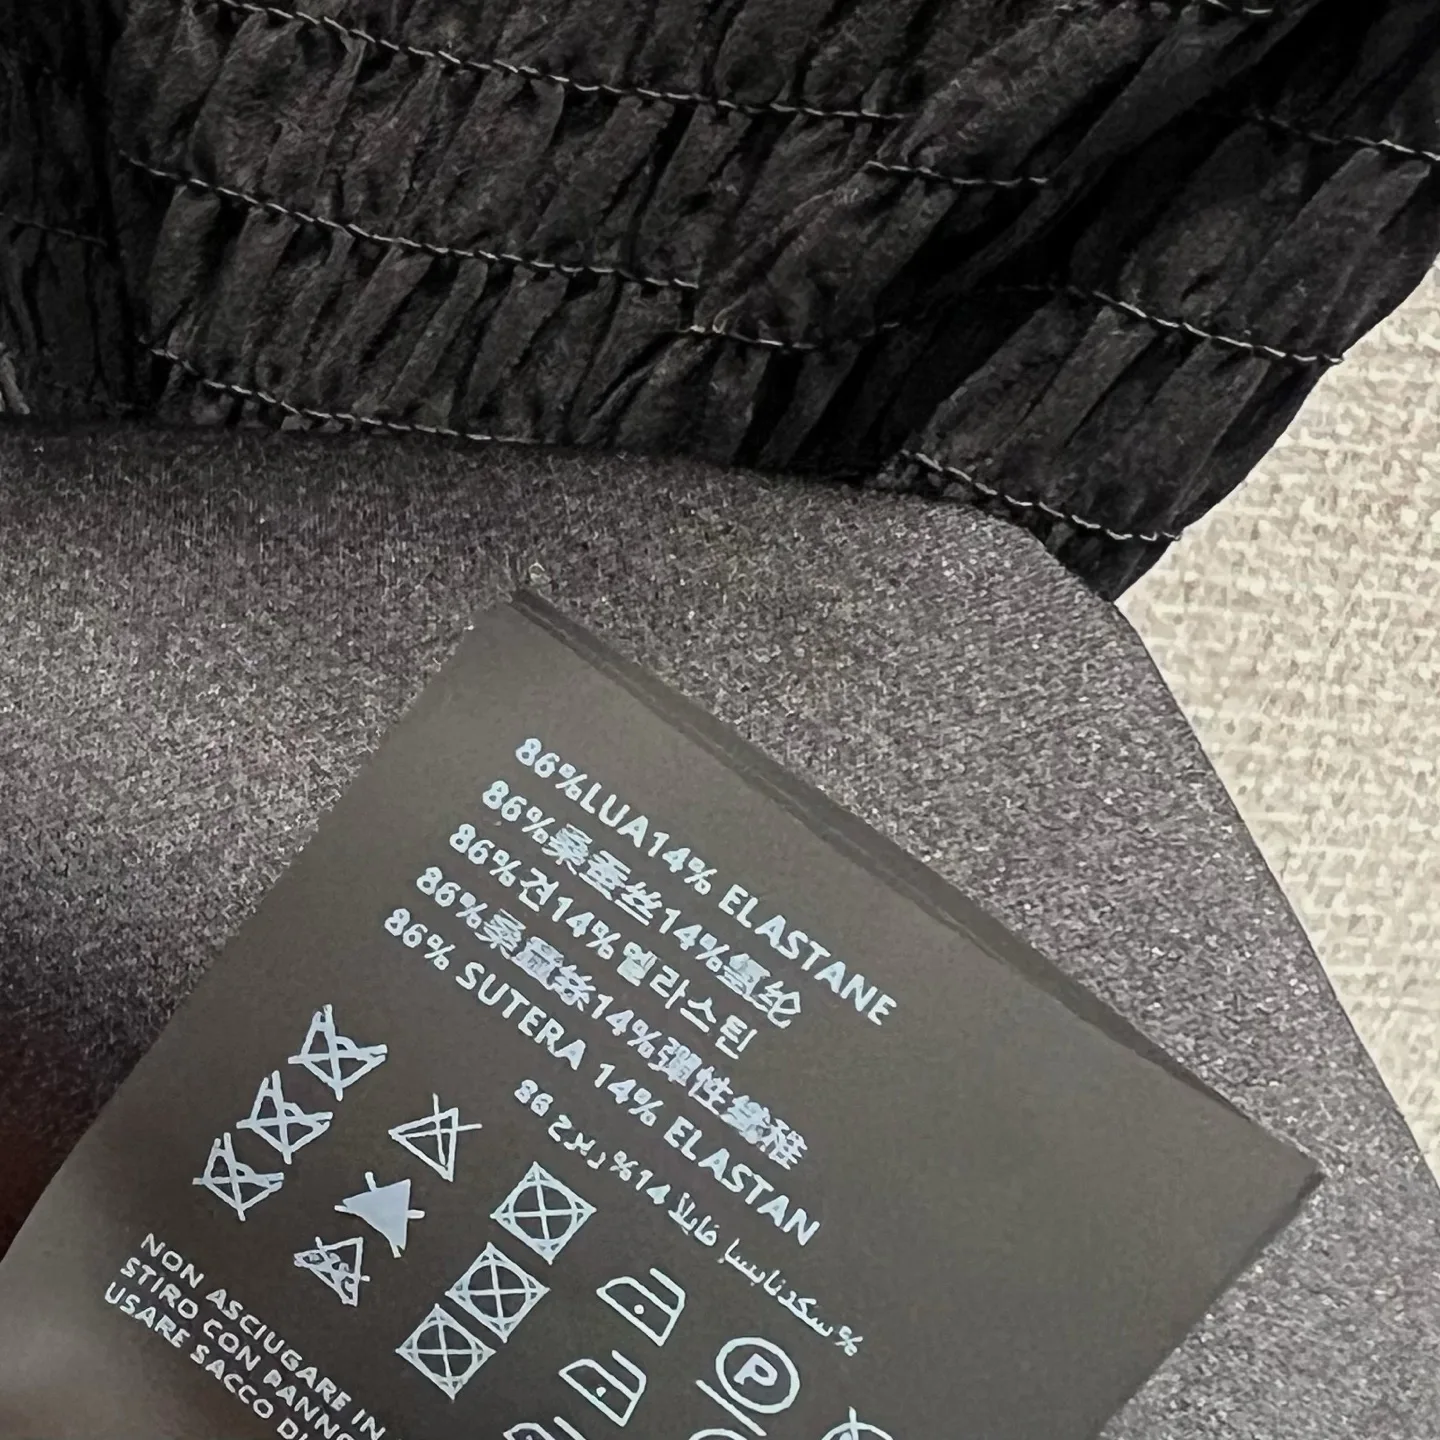 86%LUA14% ELASTANE
86%桑蚕丝14%氨纶
86%견14%엘라스틴
86%桑蠶絲14%彈性纖維
86% SUTERA 14% ELASTAN
86 %14 %
P
NON ASCIUGARE IN
STIRO CON PANNO
USARE SACCO DI